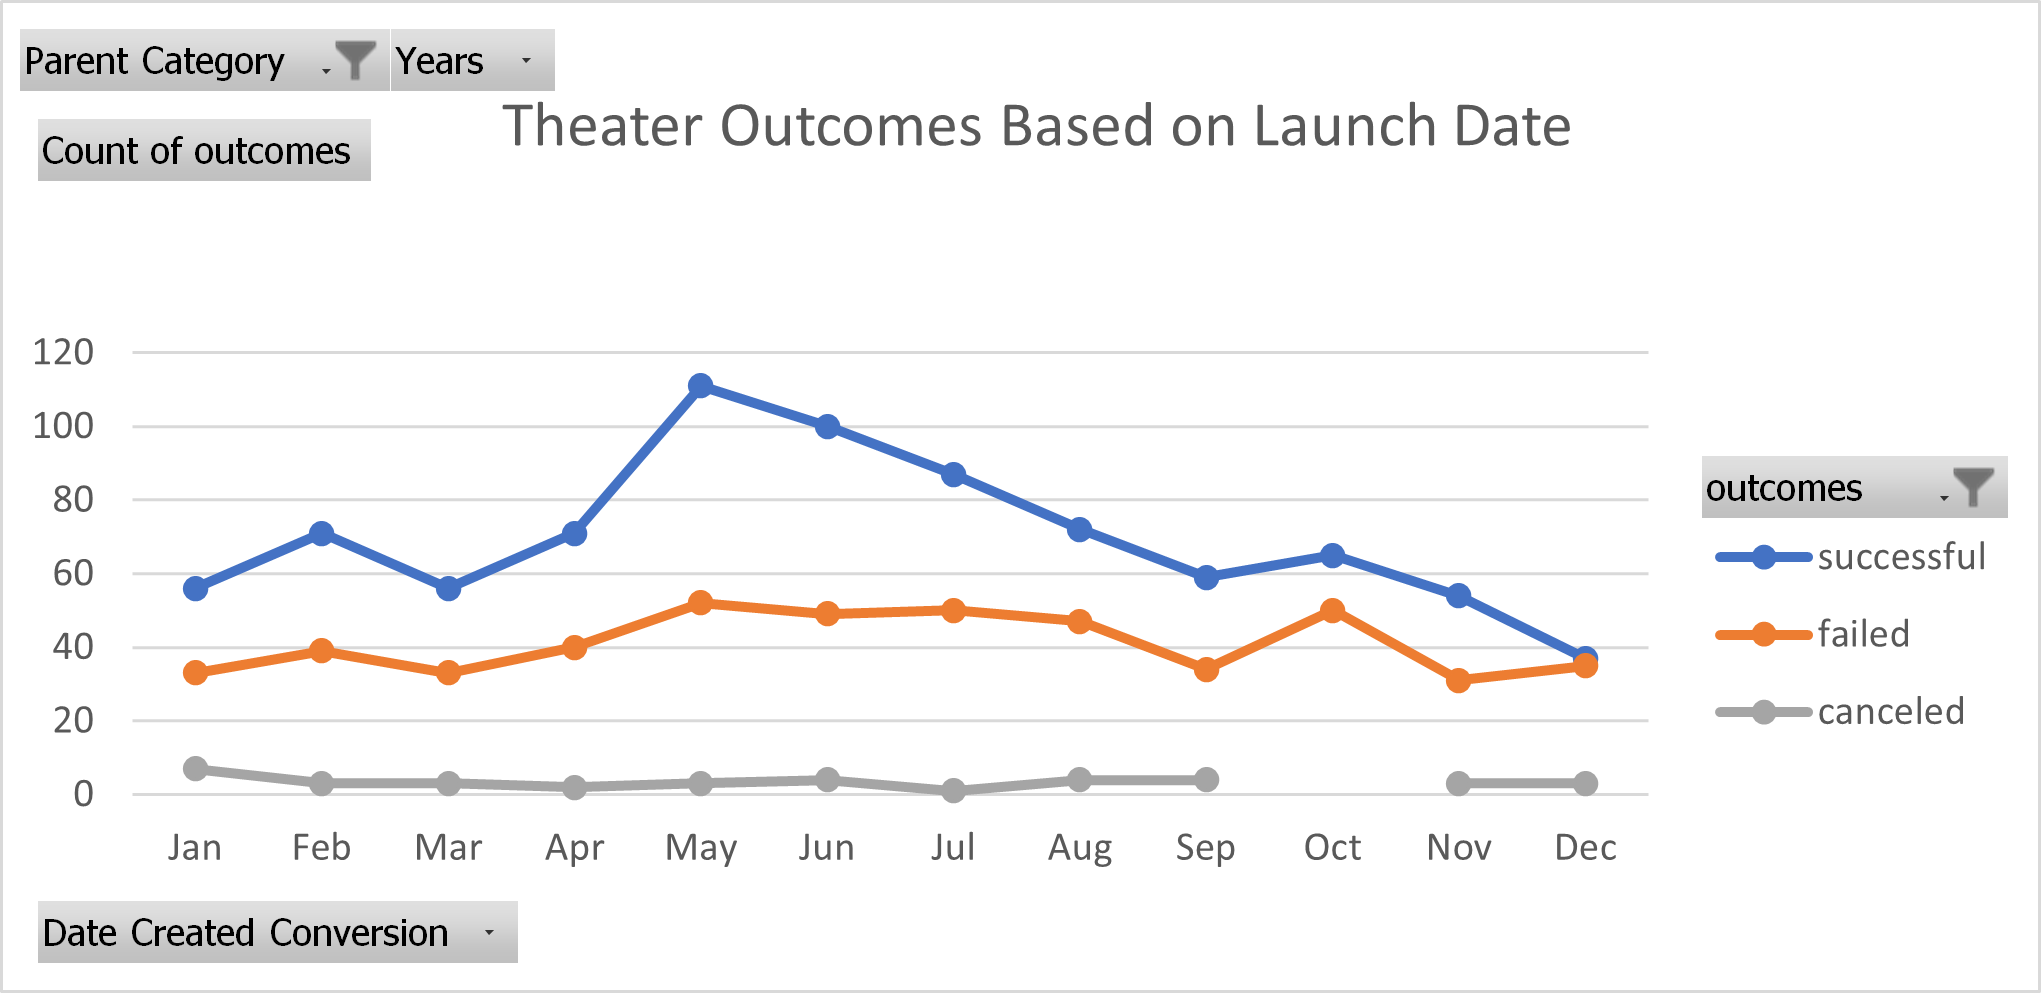 Parent Category Years
Count of outcomes
Theater Outcomes Based on Launch Date
120
100
80
60
40
20
0
Jan Feb Mar Apr May Jun Jul Aug Sep Oct Nov Dec
outcomes
successful
failed
canceled
Date Created Conversion